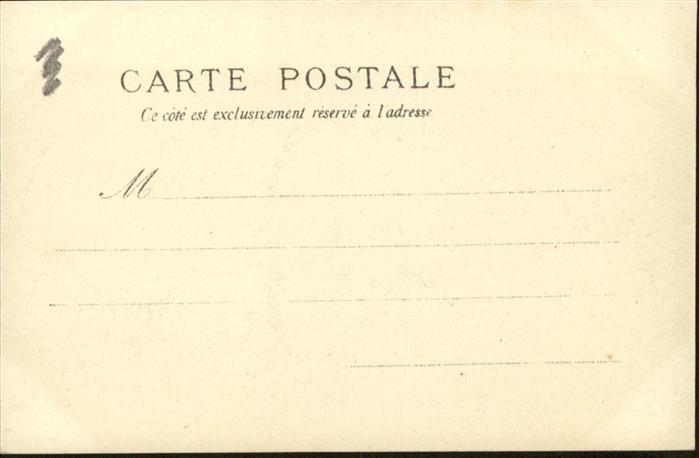 CARTE POSTALE
Ce côté est exclusivement réservé à l'adresse
M